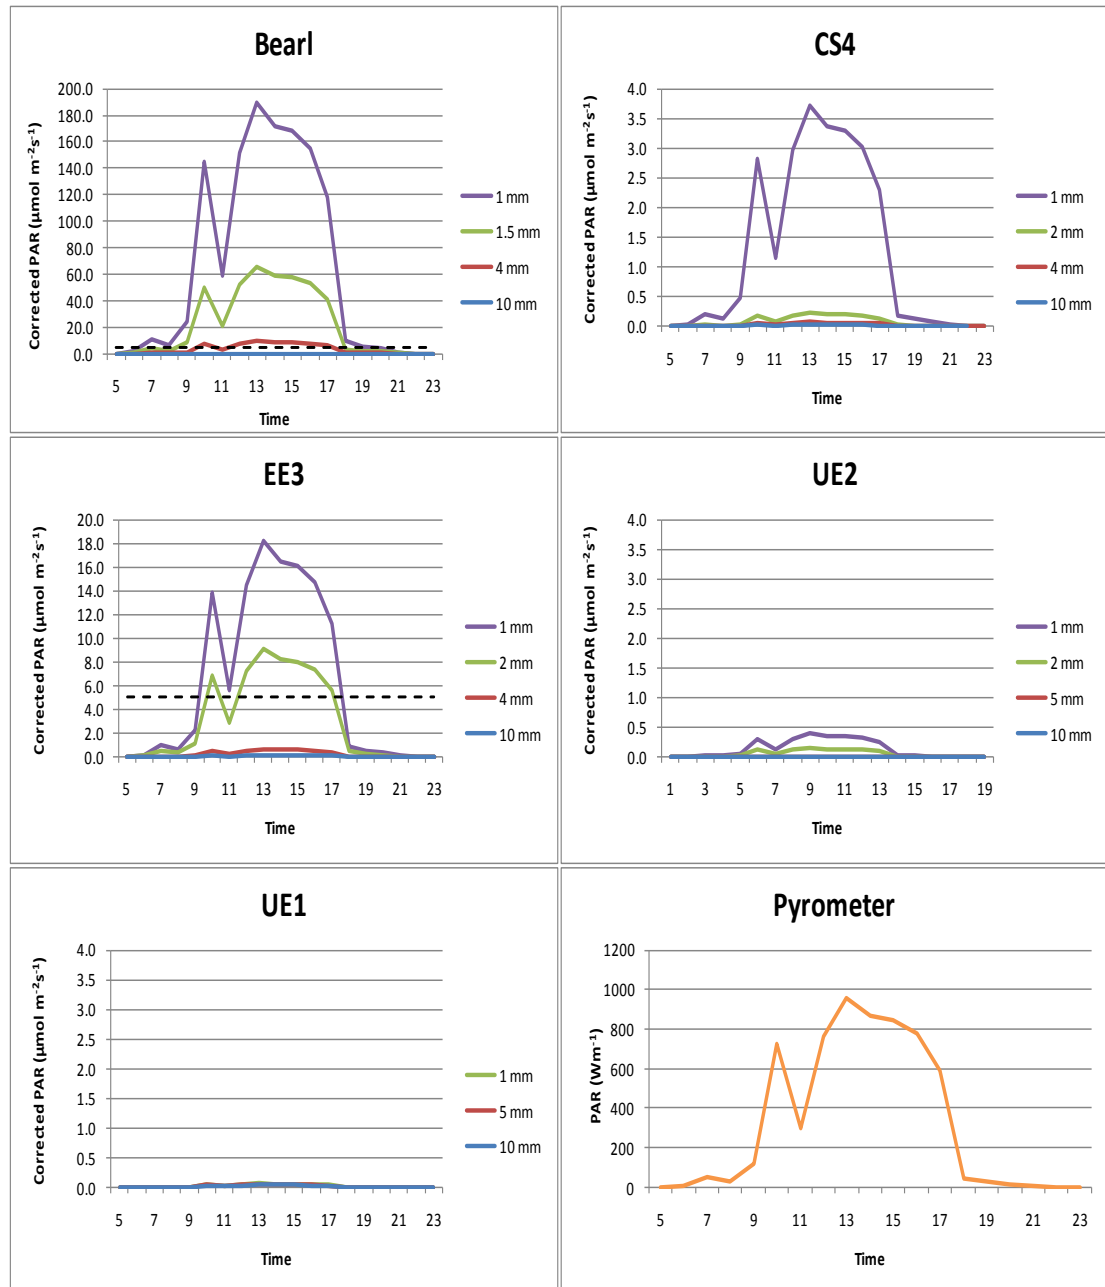 Bearl
Corrected PAR (µmol m⁻²s⁻¹)
200.0
180.0
160.0
140.0
120.0
100.0
80.0
60.0
40.0
20.0
0.0
5 7 9 11 13 15 17 19 21 23
Time
1 mm
1.5 mm
4 mm
10 mm
CS4
Corrected PAR (µmol m⁻²s⁻¹)
4.0
3.5
3.0
2.5
2.0
1.5
1.0
0.5
0.0
5 7 9 11 13 15 17 19 21 23
Time
1 mm
2 mm
4 mm
10 mm
EE3
Corrected PAR (µmol m⁻²s⁻¹)
20.0
18.0
16.0
14.0
12.0
10.0
8.0
6.0
4.0
2.0
0.0
5 7 9 11 13 15 17 19 21 23
Time
1 mm
2 mm
4 mm
10 mm
UE2
Corrected PAR (µmol m⁻²s⁻¹)
4.0
3.5
3.0
2.5
2.0
1.5
1.0
0.5
0.0
1 3 5 7 9 11 13 15 17 19
Time
1 mm
2 mm
5 mm
10 mm
UE1
Corrected PAR (µmol m⁻²s⁻¹)
4.0
3.5
3.0
2.5
2.0
1.5
1.0
0.5
0.0
5 7 9 11 13 15 17 19 21 23
Time
1 mm
5 mm
10 mm
Pyrometer
PAR (Wm⁻¹)
1200
1000
800
600
400
200
0
5 7 9 11 13 15 17 19 21 23
Time